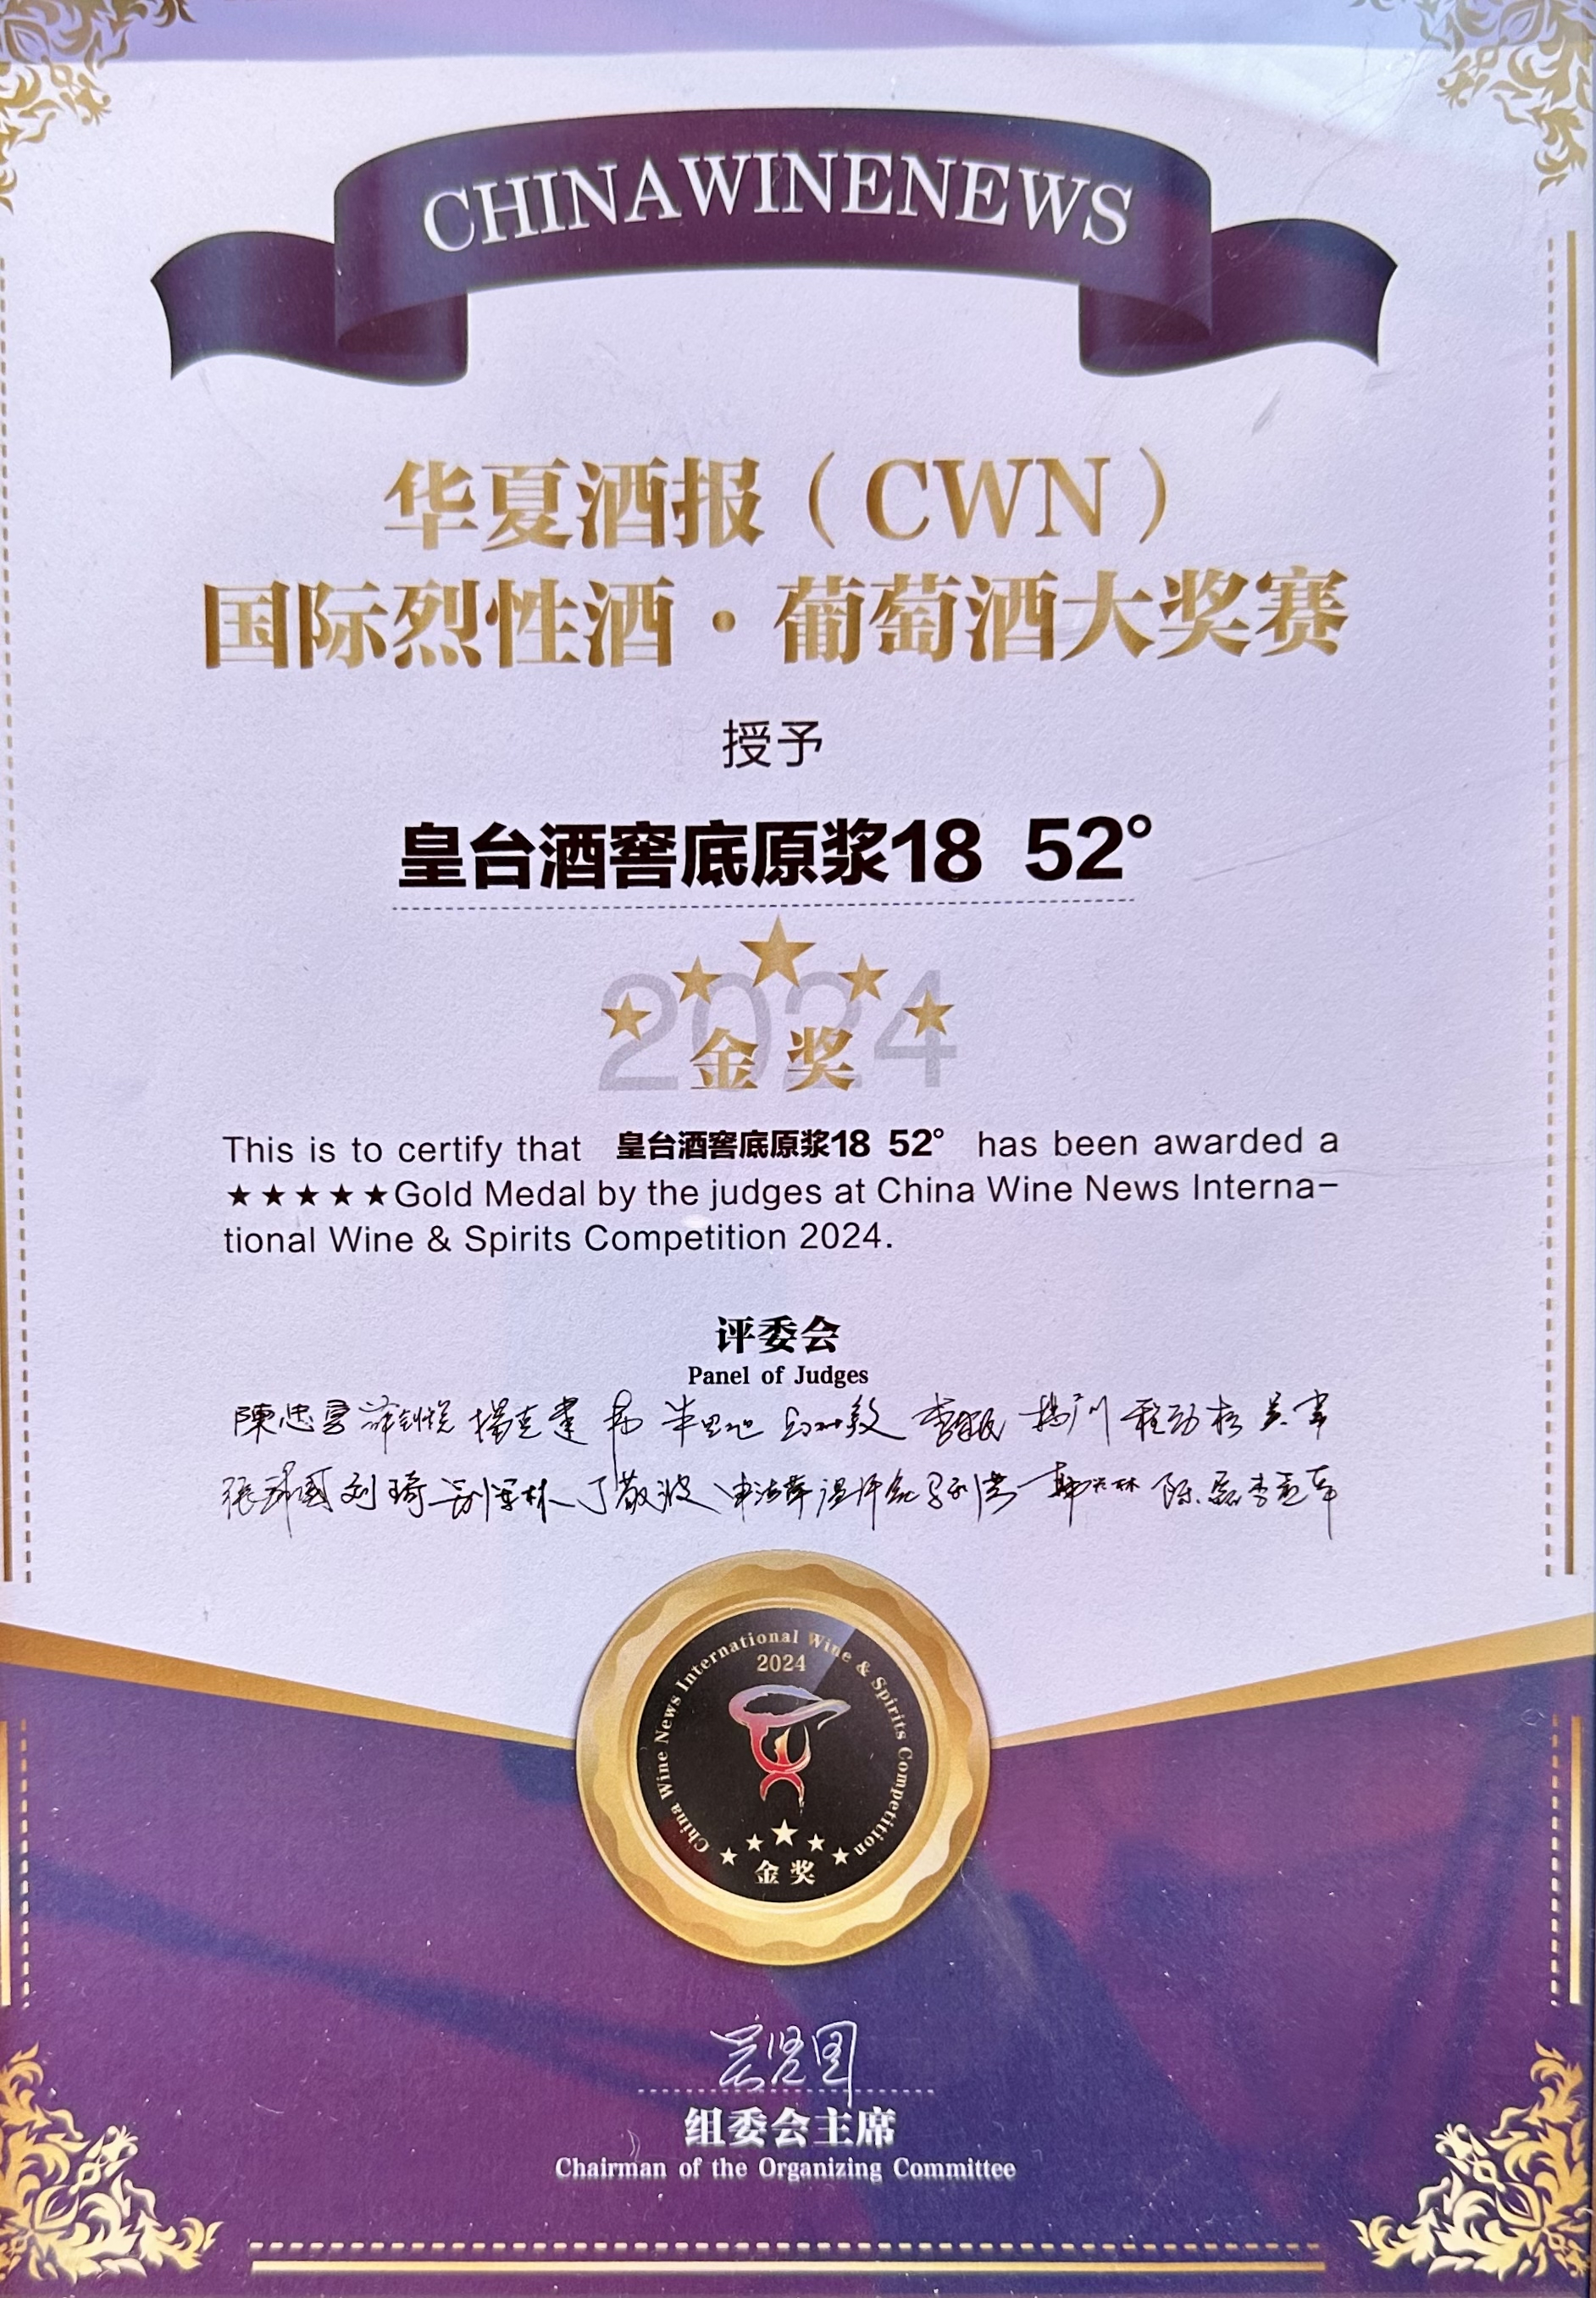 CHINAWINENEWS
华夏酒报（CWN）
国际烈性酒·葡萄酒大奖赛
授予
皇台酒窖底原浆18 52°
2024
金奖
This is to certify that 皇台酒窖底原浆18 52° has been awarded a
★★★★★Gold Medal by the judges at China Wine News Interna-
tional Wine & Spirits Competition 2024.
评委会
Panel of Judges
China Wine News International Wine & Spirits Competition
2024
金奖
组委会主席
Chairman of the Organizing Committee